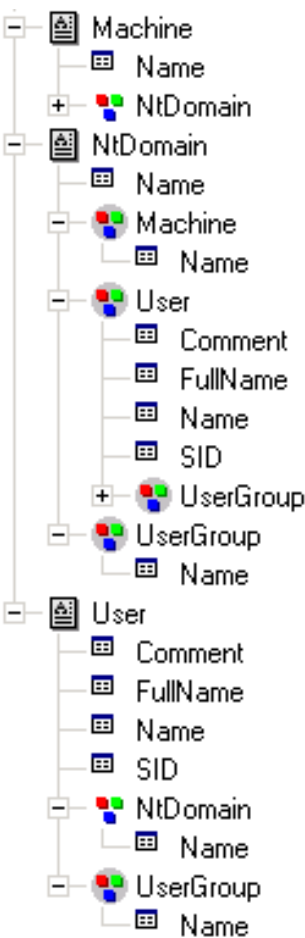 Machine
Name
NtDomain
NtDomain
Name
Machine
Name
User
Comment
FullName
Name
SID
UserGroup
UserGroup
Name
User
Comment
FullName
Name
SID
NtDomain
Name
UserGroup
Name